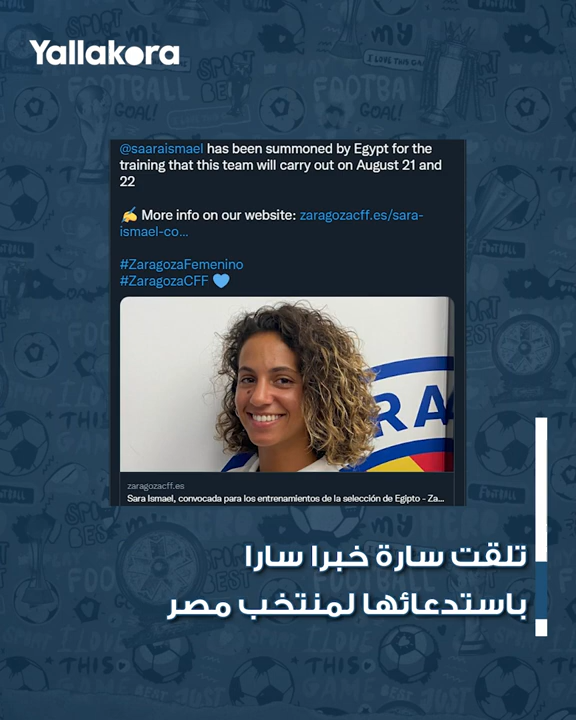 Yallakora
@saaraismael has been summoned by Egypt for the
training that this team will carry out on August 21 and
22
✍️ More info on our website: zaragozacff.es/sara-
ismael-co...
#ZaragozaFemenino
#ZaragozaCFF 💙
RA
zaragozacff.es
Sara Ismael, convocada para los entrenamientos de la selección de Egipto - Za...
تلقت سارة خبرا سارا
باستدعائها لمنتخب مصر